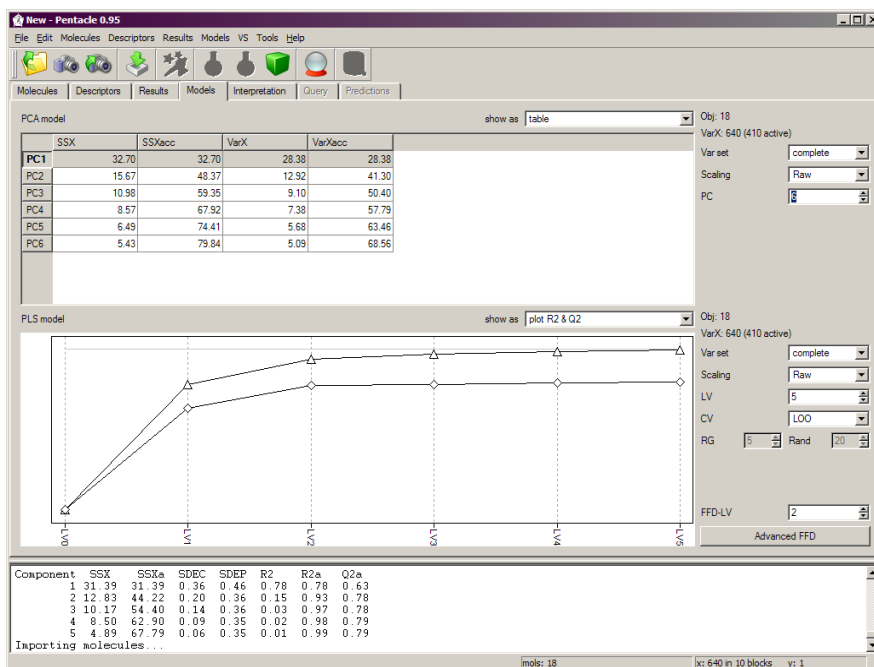 New - Pentacle 0.95
File Edit Molecules Descriptors Results Models VS Tools Help
Molecules Descriptors Results Models Interpretation Query Predictions
PCA model show as table Obj: 18
VarX: 640 (410 active)
SSX SSXacc VarX VarXacc
PC1 32.70 32.70 28.38 28.38
PC2 15.67 48.37 12.92 41.30
PC3 10.98 59.35 9.10 50.40
PC4 8.57 67.92 7.38 57.79
PC5 6.49 74.41 5.68 63.46
PC6 5.43 79.84 5.09 68.56
Var set complete
Scaling Raw
PC 6
PLS model show as plot R2 & Q2 Obj: 18
VarX: 640 (410 active)
Var set complete
Scaling Raw
LV 5
CV LOO
RG 5 Rand 20
FFD-LV 2
Advanced FFD
LV0 LV1 LV2 LV3 LV4 LV5
Component SSX SSXa SDEC SDEP R2 R2a Q2a
1 31.39 31.39 0.36 0.46 0.78 0.78 0.63
2 12.83 44.22 0.20 0.36 0.15 0.93 0.78
3 10.17 54.40 0.14 0.36 0.03 0.97 0.78
4 8.50 62.90 0.09 0.35 0.02 0.98 0.79
5 4.89 67.79 0.06 0.35 0.01 0.99 0.79
Importing molecules...
mols: 18 x: 640 in 10 blocks y: 1